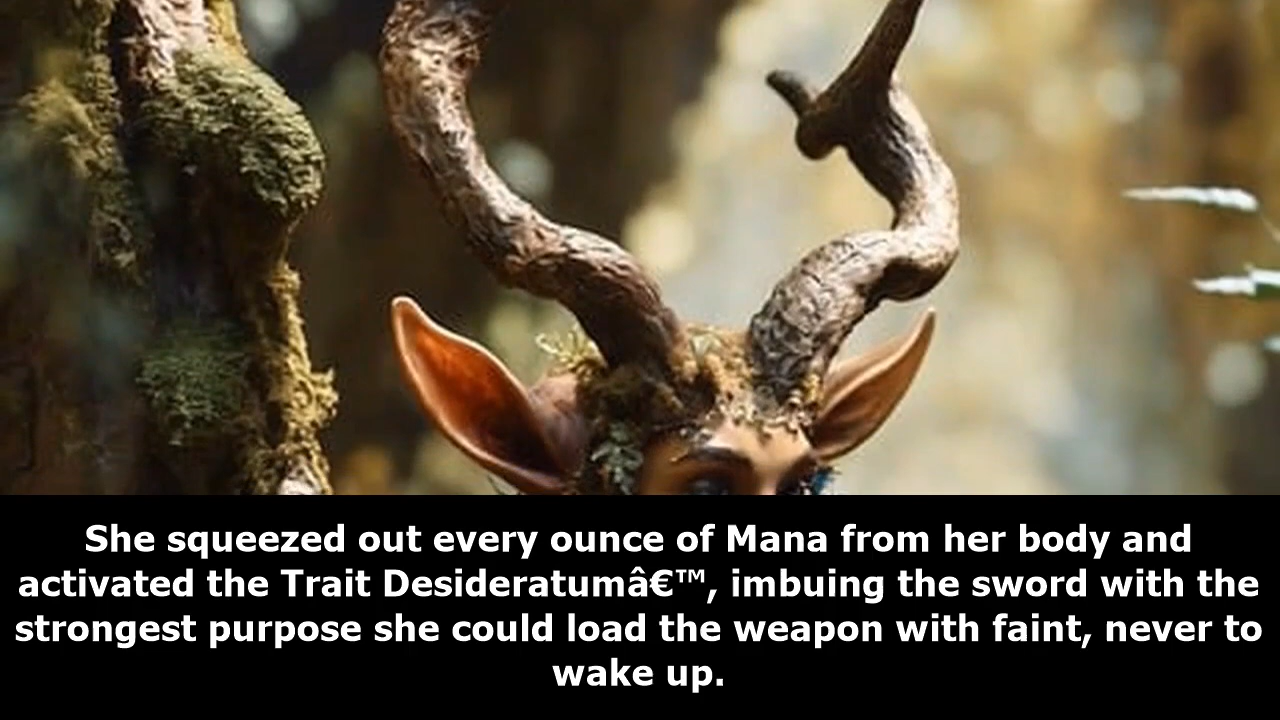 She squeezed out every ounce of Mana from her body and
activated the Trait Desideratumâ€™, imbuing the sword with the
strongest purpose she could load the weapon with faint, never to
wake up.